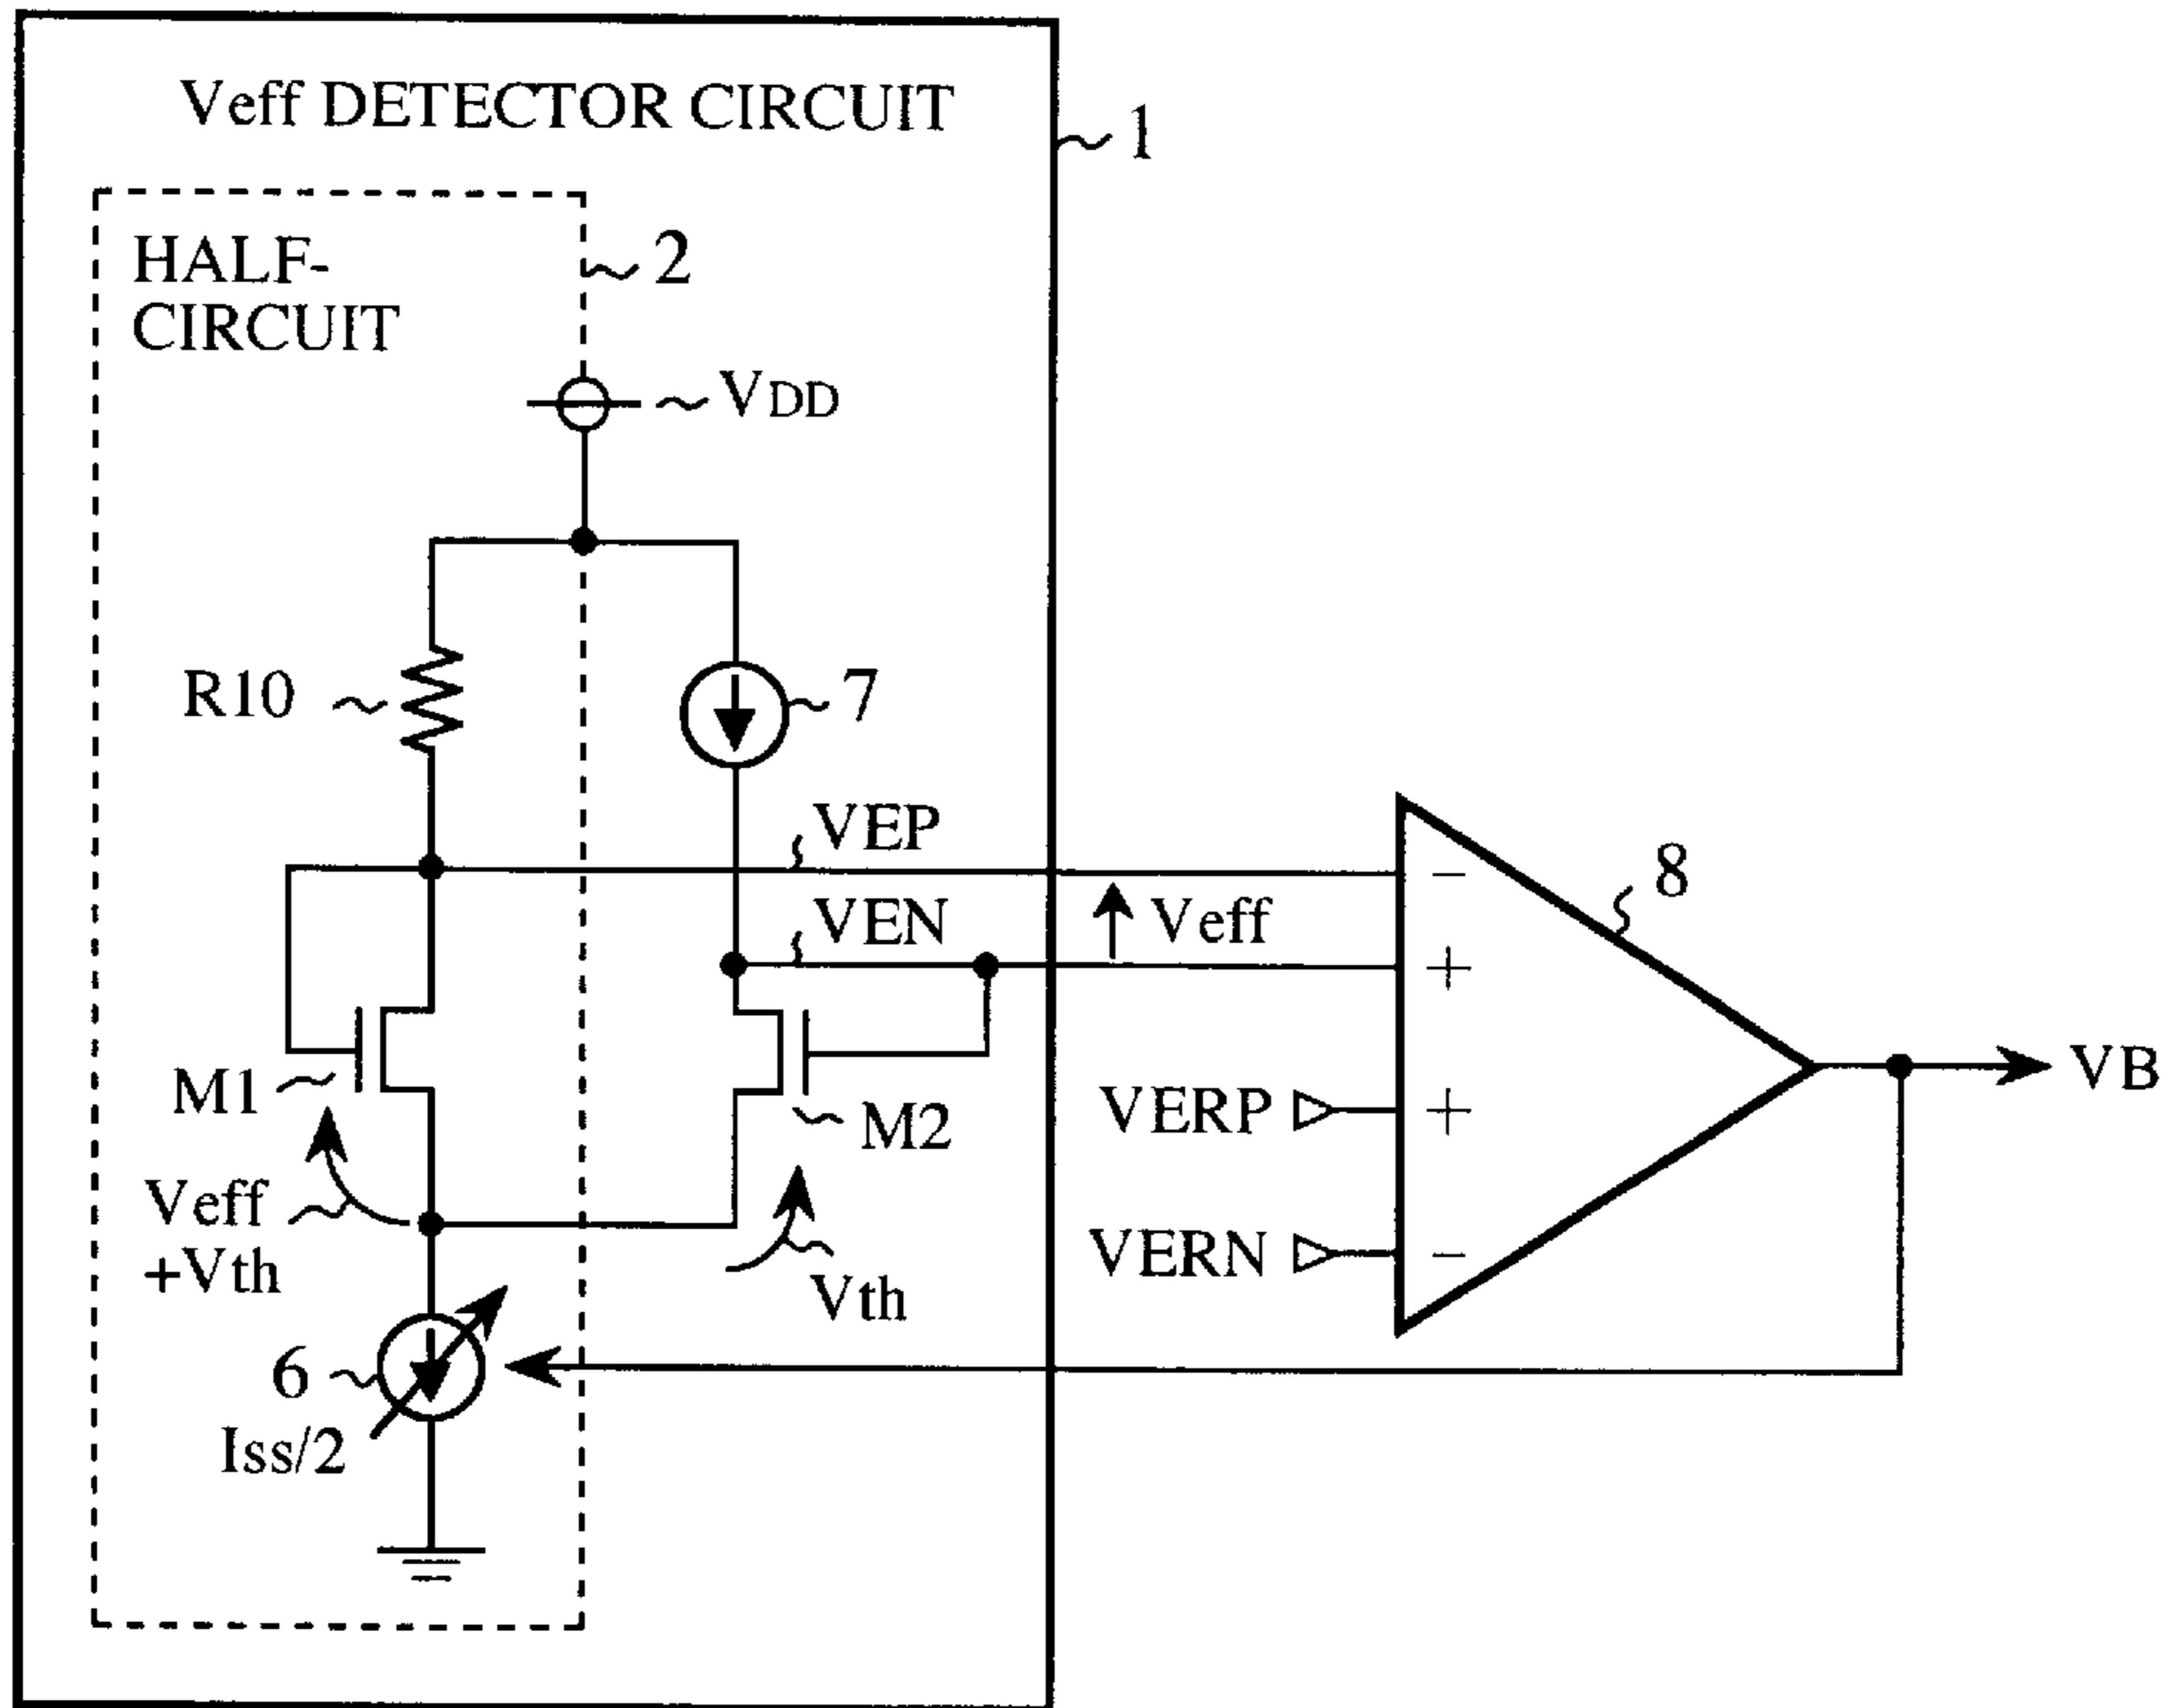 Veff DETECTOR CIRCUIT
1
HALF-
CIRCUIT
2
VDD
R10
7
VEP
8
VEN
Veff
−
+
M1
M2
VERP
+
VB
Veff
+Vth
Vth
VERN
−
6
Iss/2